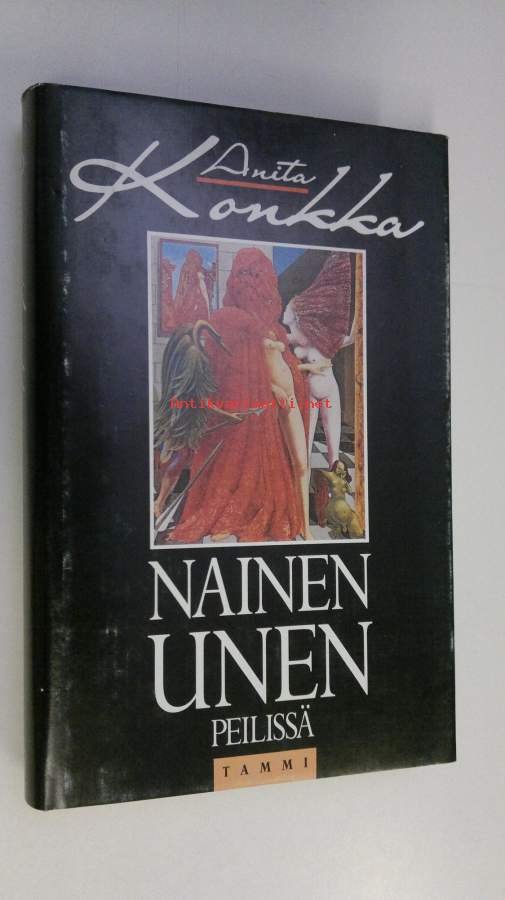 Anita
Konkka
Antikvariaatti.net
NAINEN
UNEN
PEILISSÄ
TAMMI